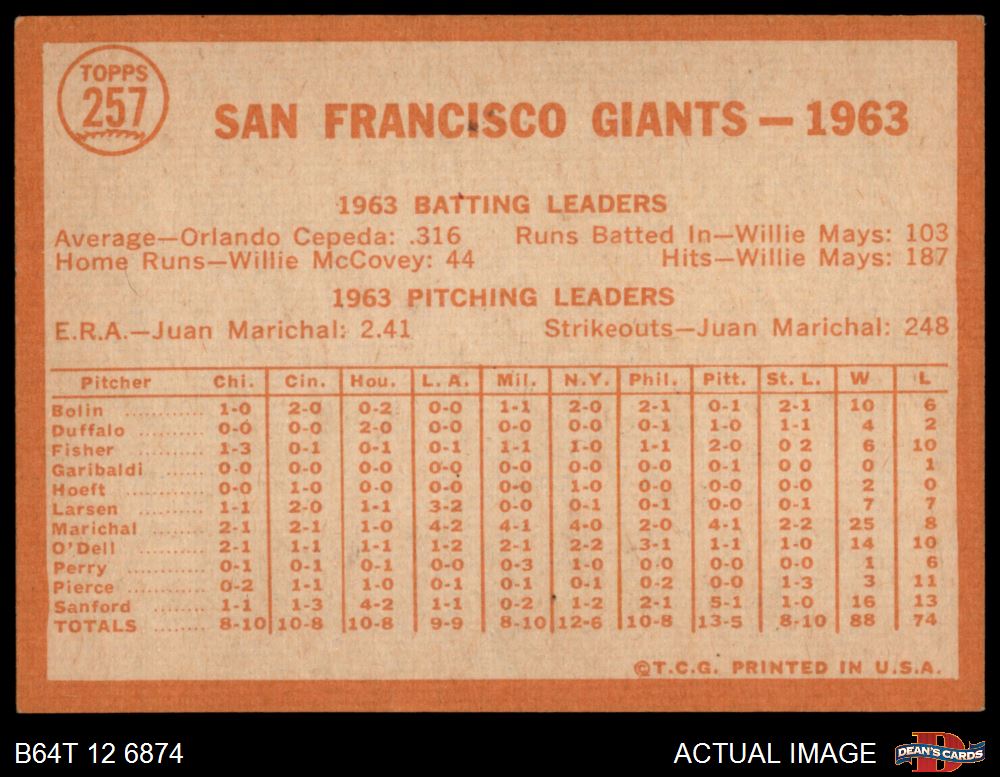 TOPPS
257
SAN FRANCISCO GIANTS — 1963
1963 BATTING LEADERS
Average—Orlando Cepeda: .316 Runs Batted In—Willie Mays: 103
Home Runs—Willie McCovey: 44 Hits—Willie Mays: 187
1963 PITCHING LEADERS
E.R.A.—Juan Marichal: 2.41 Strikeouts—Juan Marichal: 248
Pitcher Chi. Cin. Hou. L. A. Mil. N.Y. Phil. Pitt. St. L. W L
Bolin .......... 1-0 2-0 0-2 0-0 1-1 2-0 2-1 0-1 2-1 10 6
Duffalo ........ 0-0 0-0 2-0 0-0 0-0 0-0 0-1 1-0 1-1 4 2
Fisher ......... 1-3 0-1 0-1 0-1 1-1 1-0 1-1 2-0 0 2 6 10
Garibaldi ...... 0-0 0-0 0-0 0-0 0-0 0-0 0-0 0-1 0 0 0 1
Hoeft .......... 0-0 1-0 0-0 0-0 0-0 1-0 0-0 0-0 0-0 2 0
Larsen ......... 1-1 2-0 1-1 3-2 0-0 0-1 0-1 0-0 0-1 7 7
Marichal ....... 2-1 2-1 1-0 4-2 4-1 4-0 2-0 4-1 2-2 25 8
O'Dell ......... 2-1 1-1 1-1 1-2 2-1 2-2 3-1 1-1 1-0 14 10
Perry .......... 0-1 0-1 0-1 0-0 0-3 1-0 0-0 0-0 0-0 1 6
Pierce ......... 0-2 1-1 1-0 0-1 0-1 0-1 0-2 0-0 1-3 3 11
Sanford ........ 1-1 1-3 4-2 1-1 0-2 1-2 2-1 5-1 1-0 16 13
TOTALS ........ 8-10 10-8 10-8 9-9 8-10 12-6 10-8 13-5 8-10 88 74
©T.C.G. PRINTED IN U.S.A.
B64T 12 6874 ACTUAL IMAGE DEAN'S CARDS